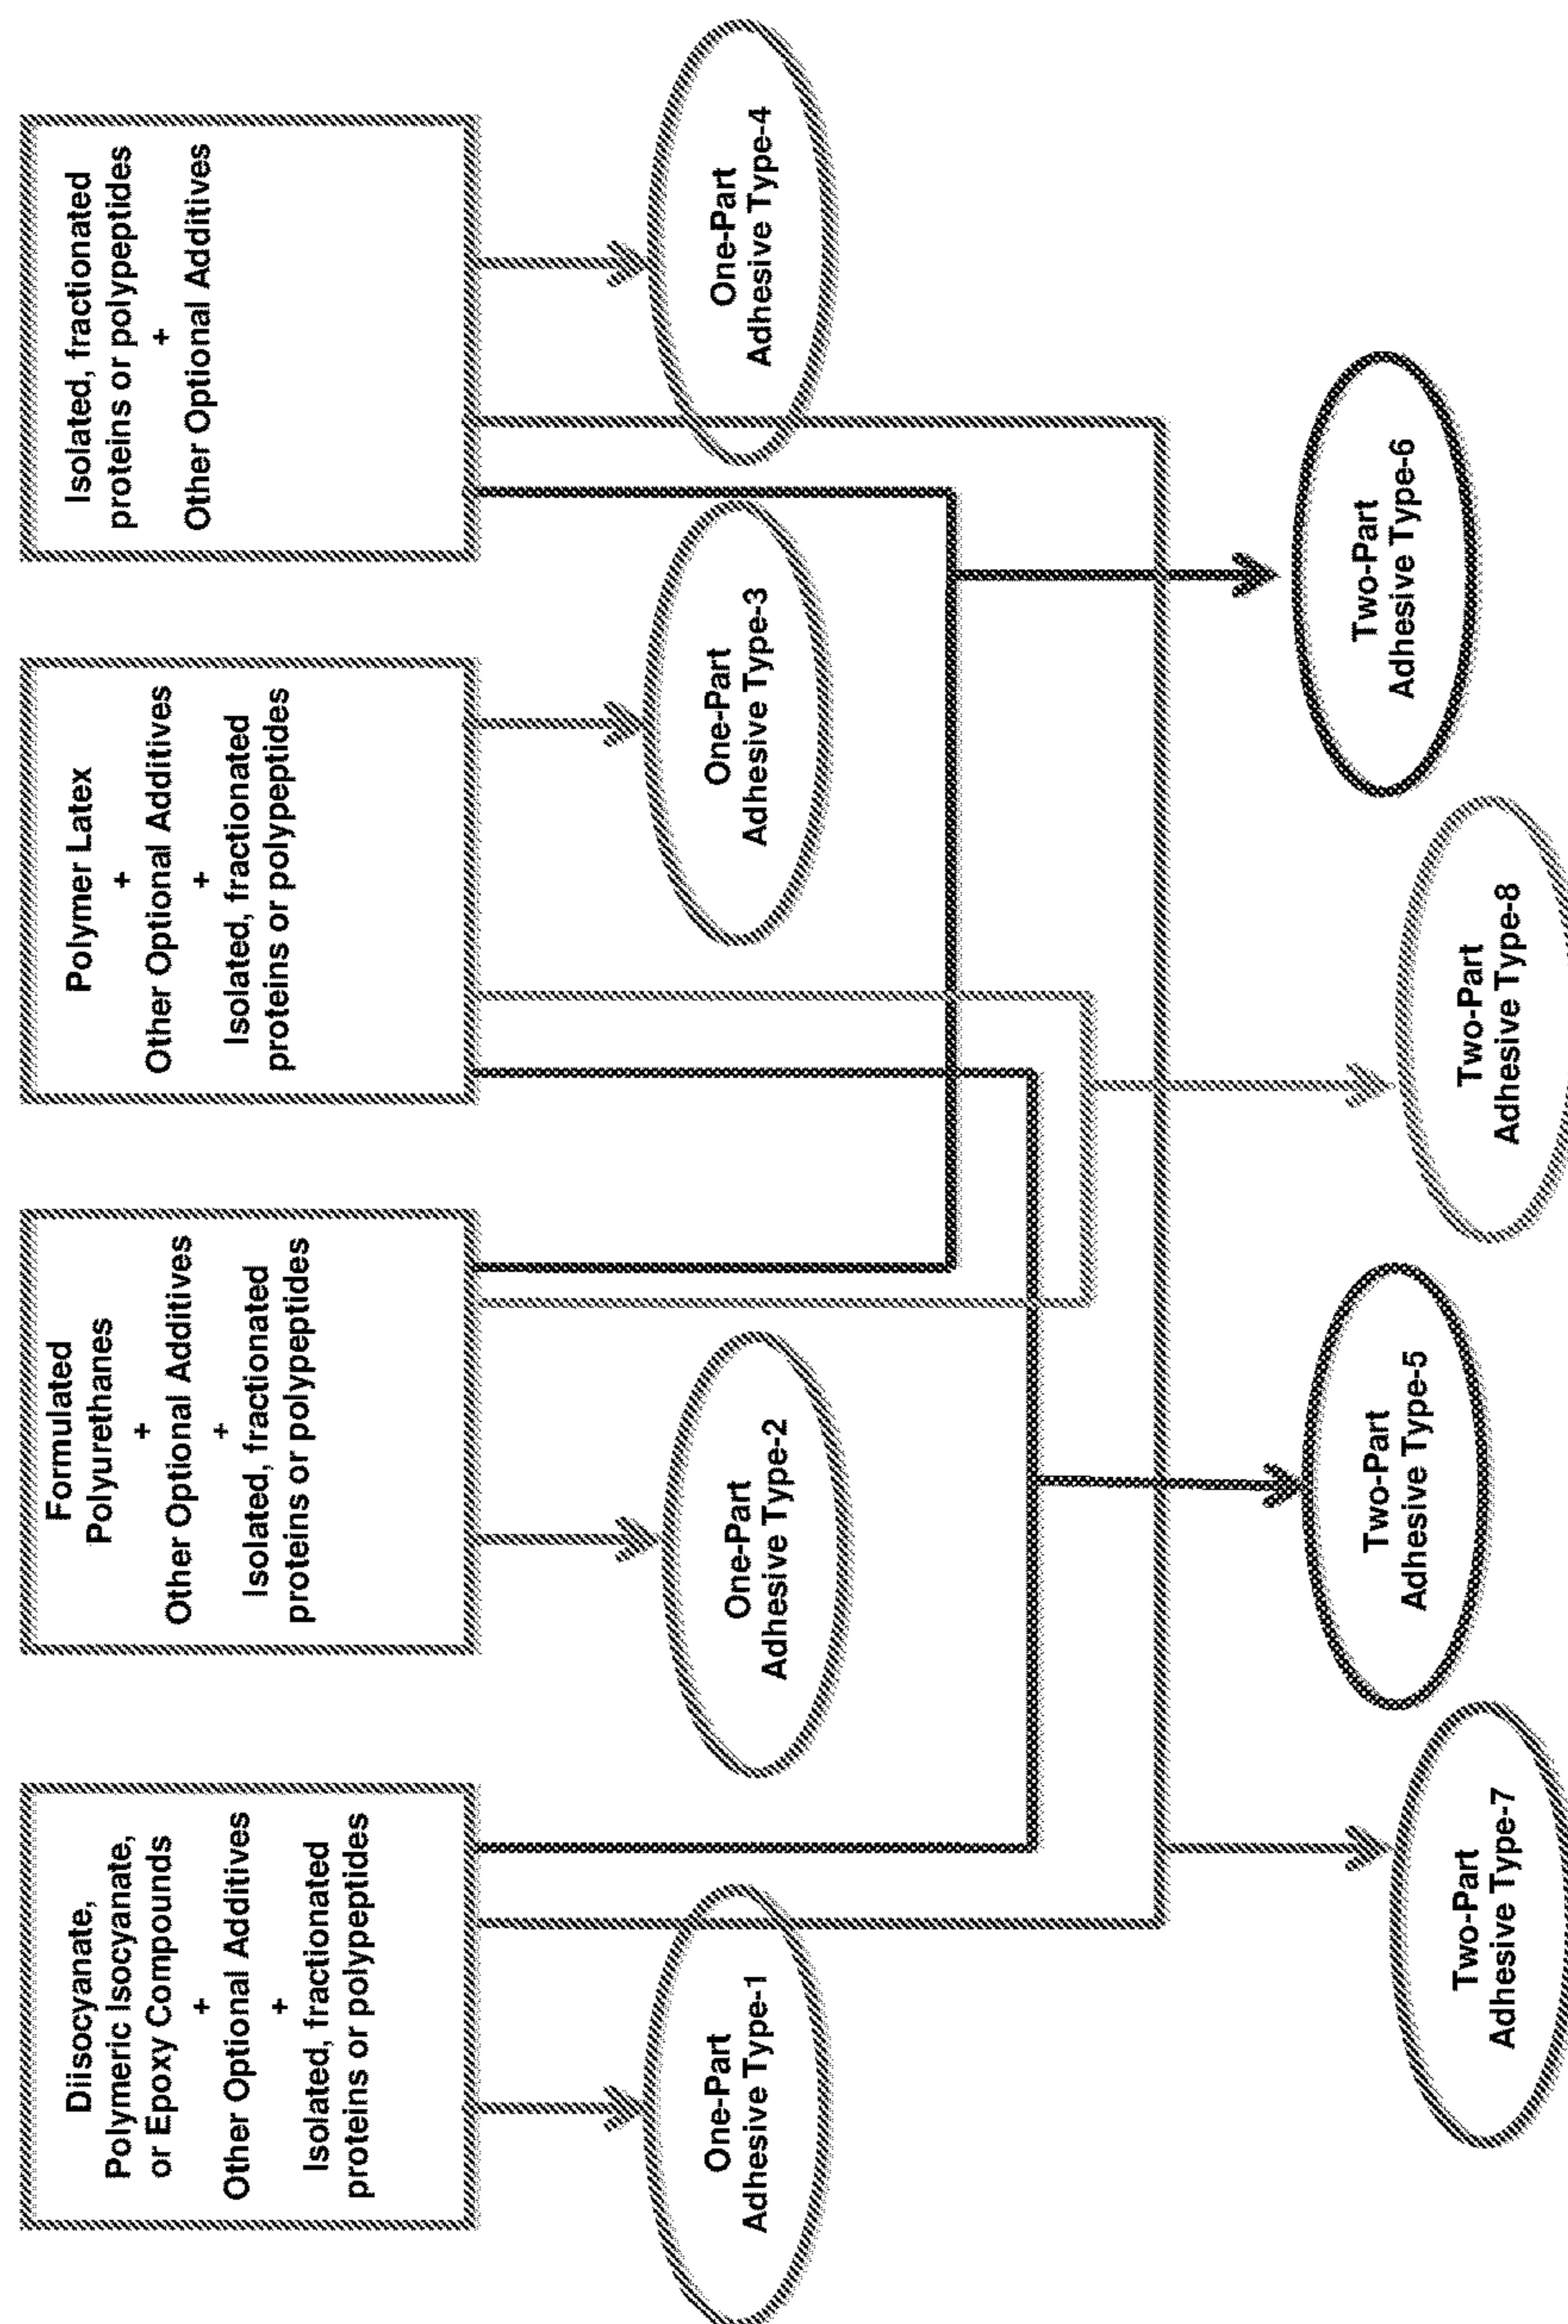 Diisocyanate,
Polymeric Isocyanate,
or Epoxy Compounds
+
Other Optional Additives
+
Isolated, fractionated
proteins or polypeptides
Formulated
Polyurethanes
+
Other Optional Additives
+
Isolated, fractionated
proteins or polypeptides
Polymer Latex
+
Other Optional Additives
+
Isolated, fractionated
proteins or polypeptides
Isolated, fractionated
proteins or polypeptides
+
Other Optional Additives
One-Part
Adhesive Type-1
One-Part
Adhesive Type-2
One-Part
Adhesive Type-3
One-Part
Adhesive Type-4
Two-Part
Adhesive Type-7
Two-Part
Adhesive Type-5
Two-Part
Adhesive Type-8
Two-Part
Adhesive Type-6